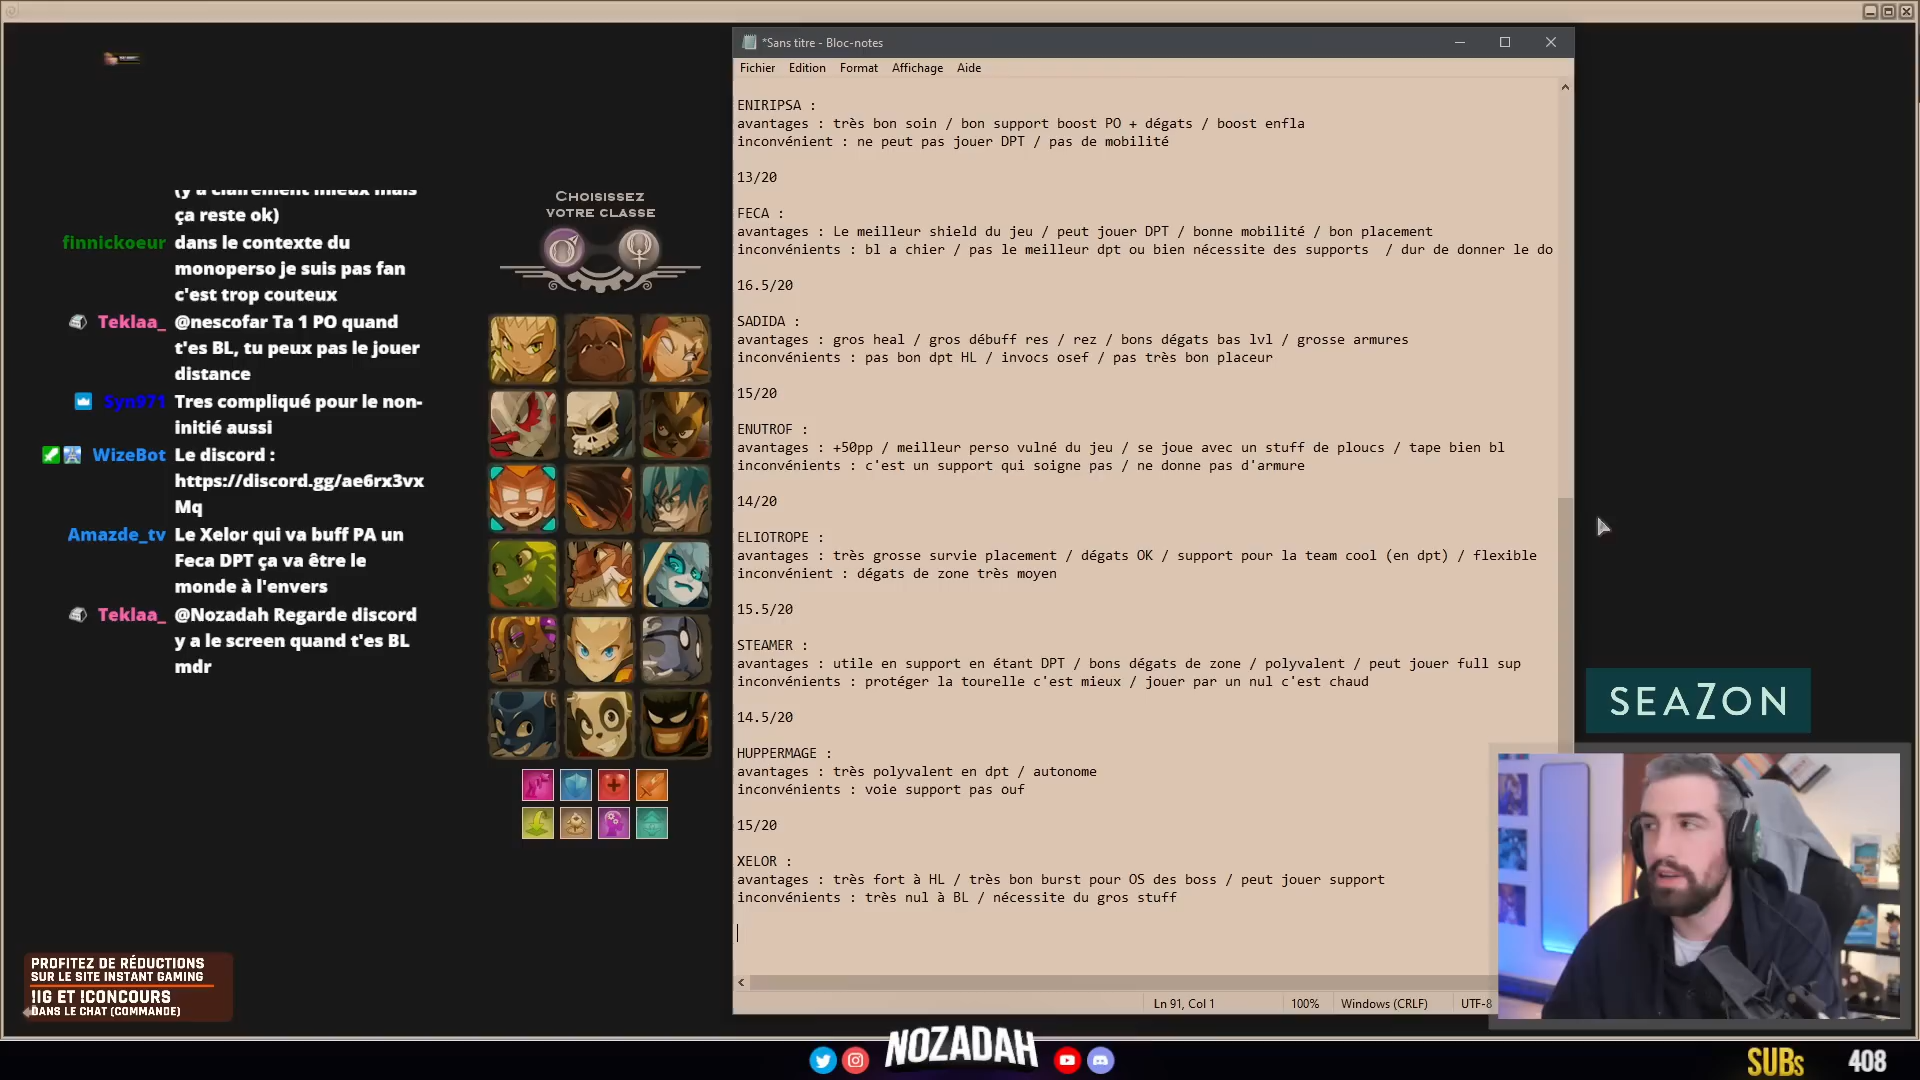 *Sans titre - Bloc-notes
Fichier Edition Format Affichage Aide
ENIRIPSA :
avantages : très bon soin / bon support boost PO + dégats / boost enfla
inconvénient : ne peut pas jouer DPT / pas de mobilité
13/20
FECA :
avantages : Le meilleur shield du jeu / peut jouer DPT / bonne mobilité / bon placement
inconvénients : bl a chier / pas le meilleur dpt ou bien nécessite des supports / dur de donner le do
16.5/20
SADIDA :
avantages : gros heal / gros débuff res / rez / bons dégats bas lvl / grosse armures
inconvénients : pas bon dpt HL / invocs osef / pas très bon placeur
15/20
ENUTROF :
avantages : +50pp / meilleur perso vulné du jeu / se joue avec un stuff de ploucs / tape bien bl
inconvénients : c'est un support qui soigne pas / ne donne pas d'armure
14/20
ELIOTROPE :
avantages : très grosse survie placement / dégats OK / support pour la team cool (en dpt) / flexible
inconvénient : dégats de zone très moyen
15.5/20
STEAMER :
avantages : utile en support en étant DPT / bons dégats de zone / polyvalent / peut jouer full sup
inconvénients : protéger la tourelle c'est mieux / jouer par un nul c'est chaud
14.5/20
HUPPERMAGE :
avantages : très polyvalent en dpt / autonome
inconvénients : voie support pas ouf
15/20
XELOR :
avantages : très fort à HL / très bon burst pour OS des boss / peut jouer support
inconvénients : très nul à BL / nécessite du gros stuff
Ln 91, Col 1 100% Windows (CRLF) UTF-8
(y a clairement mieux mais
ça reste ok)
finnickoeur dans le contexte du
monoperso je suis pas fan
c'est trop couteux
Teklaa_ @nescofar Ta 1 PO quand
t'es BL, tu peux pas le jouer
distance
Syn971 Tres compliqué pour le non-
initié aussi
WizeBot Le discord :
https://discord.gg/ae6rx3vx
Mq
Amazde_tv Le Xelor qui va buff PA un
Feca DPT ça va être le
monde à l'envers
Teklaa_ @Nozadah Regarde discord
y a le screen quand t'es BL
mdr
CHOISISSEZ
VOTRE CLASSE
SEAZON
PROFITEZ DE RÉDUCTIONS
SUR LE SITE INSTANT GAMING
!IG ET !CONCOURS
DANS LE CHAT (COMMANDE)
NOZADAH
SUBs 408